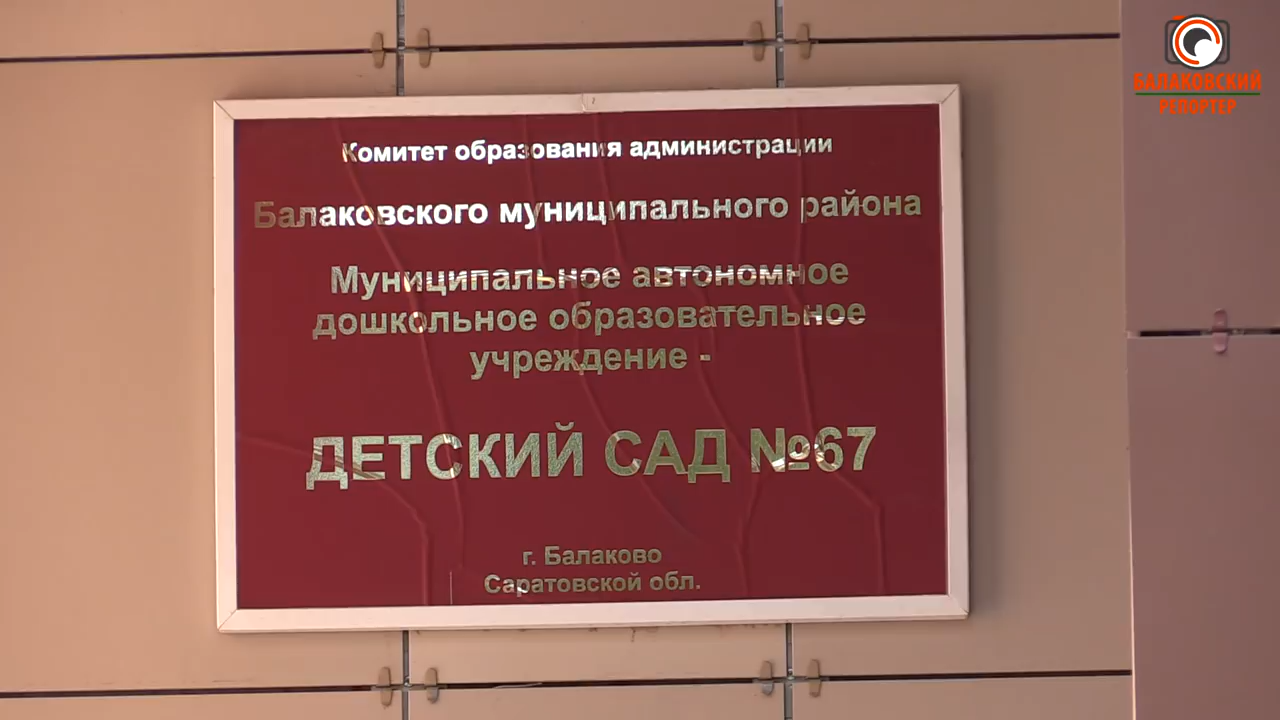 БАЛАКОВСКИЙ
РЕПОРТЕР
Комитет образования администрации
Балаковского муниципального района
Муниципальное автономное
дошкольное образовательное
учреждение -
ДЕТСКИЙ САД №67
г. Балаково
Саратовской обл.